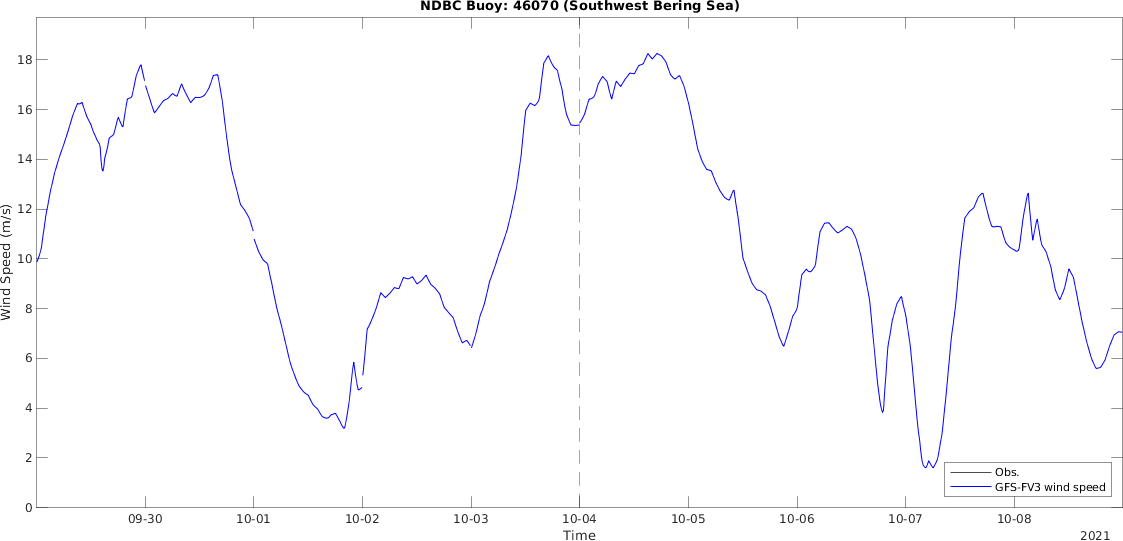 NDBC Buoy: 46070 (Southwest Bering Sea)
Wind Speed (m/s)
18
16
14
12
10
8
6
4
2
0
Obs.
GFS-FV3 wind speed
09-30 10-01 10-02 10-03 10-04 10-05 10-06 10-07 10-08
Time
2021